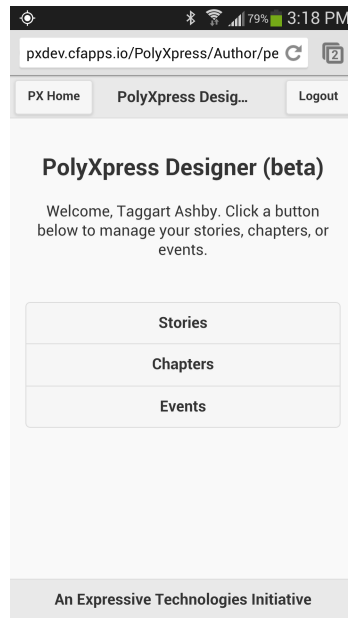 79% 3:18 PM
pxdev.cfapps.io/PolyXpress/Author/pe 2
PX Home PolyXpress Desig... Logout
PolyXpress Designer (beta)
Welcome, Taggart Ashby. Click a button
below to manage your stories, chapters, or
events.
Stories
Chapters
Events
An Expressive Technologies Initiative